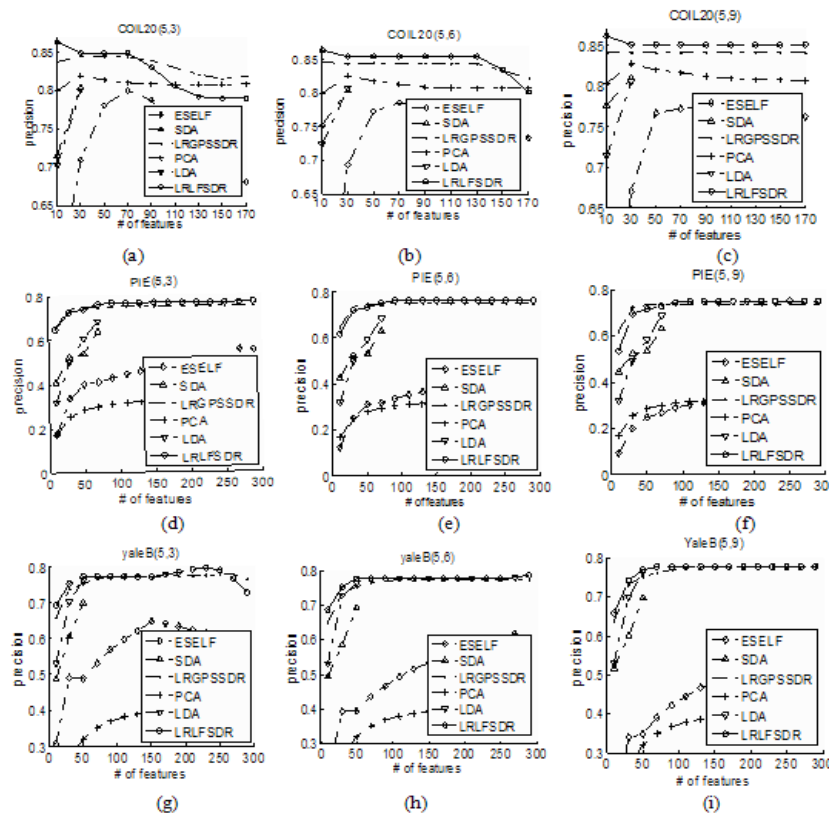 COIL20(5,3)
0.85
0.8
0.75
0.7
0.65
precision
10 30 50 70 90 110 130 150 170
# of features
ESELF
SDA
LRGPSSDR
PCA
LDA
LRLFSDR
(a)
COIL20(5,6)
0.85
0.8
0.75
0.7
0.65
precision
10 30 50 70 90 110 130 150 170
# of features
ESELF
SDA
LRGPSSDR
PCA
LDA
LRLFSDR
(b)
COIL20(5,9)
0.85
0.8
0.75
0.7
0.65
precision
10 30 50 70 90 110 130 150 170
# of features
ESELF
SDA
LRGPSSDR
PCA
LDA
LRLFSDR
(c)
PIE(5,3)
0.8
0.6
0.4
0.2
0
precision
0 50 100 150 200 250 300
# of features
ESELF
SDA
LRGPSSDR
PCA
LDA
LRLFSDR
(d)
PIE(5,6)
0.8
0.6
0.4
0.2
0
precision
0 50 100 150 200 250 300
# of features
ESELF
SDA
LRGPSSDR
PCA
LDA
LRLFSDR
(e)
PIE(5,9)
0.8
0.6
0.4
0.2
0
precision
0 50 100 150 200 250 300
# of features
ESELF
SDA
LRGPSSDR
PCA
LDA
LRLFSDR
(f)
yaleB(5,3)
0.8
0.7
0.6
0.5
0.4
0.3
precision
0 50 100 150 200 250 300
# of features
ESELF
SDA
LRGPSSDR
PCA
LDA
LRLFSDR
(g)
yaleB(5,6)
0.8
0.7
0.6
0.5
0.4
0.3
precision
0 50 100 150 200 250 300
# of features
ESELF
SDA
LRGPSSDR
PCA
LDA
LRLFSDR
(h)
YaleB(5,9)
0.8
0.7
0.6
0.5
0.4
0.3
precision
0 50 100 150 200 250 300
# of features
ESELF
SDA
LRGPSSDR
PCA
LDA
LRLFSDR
(i)